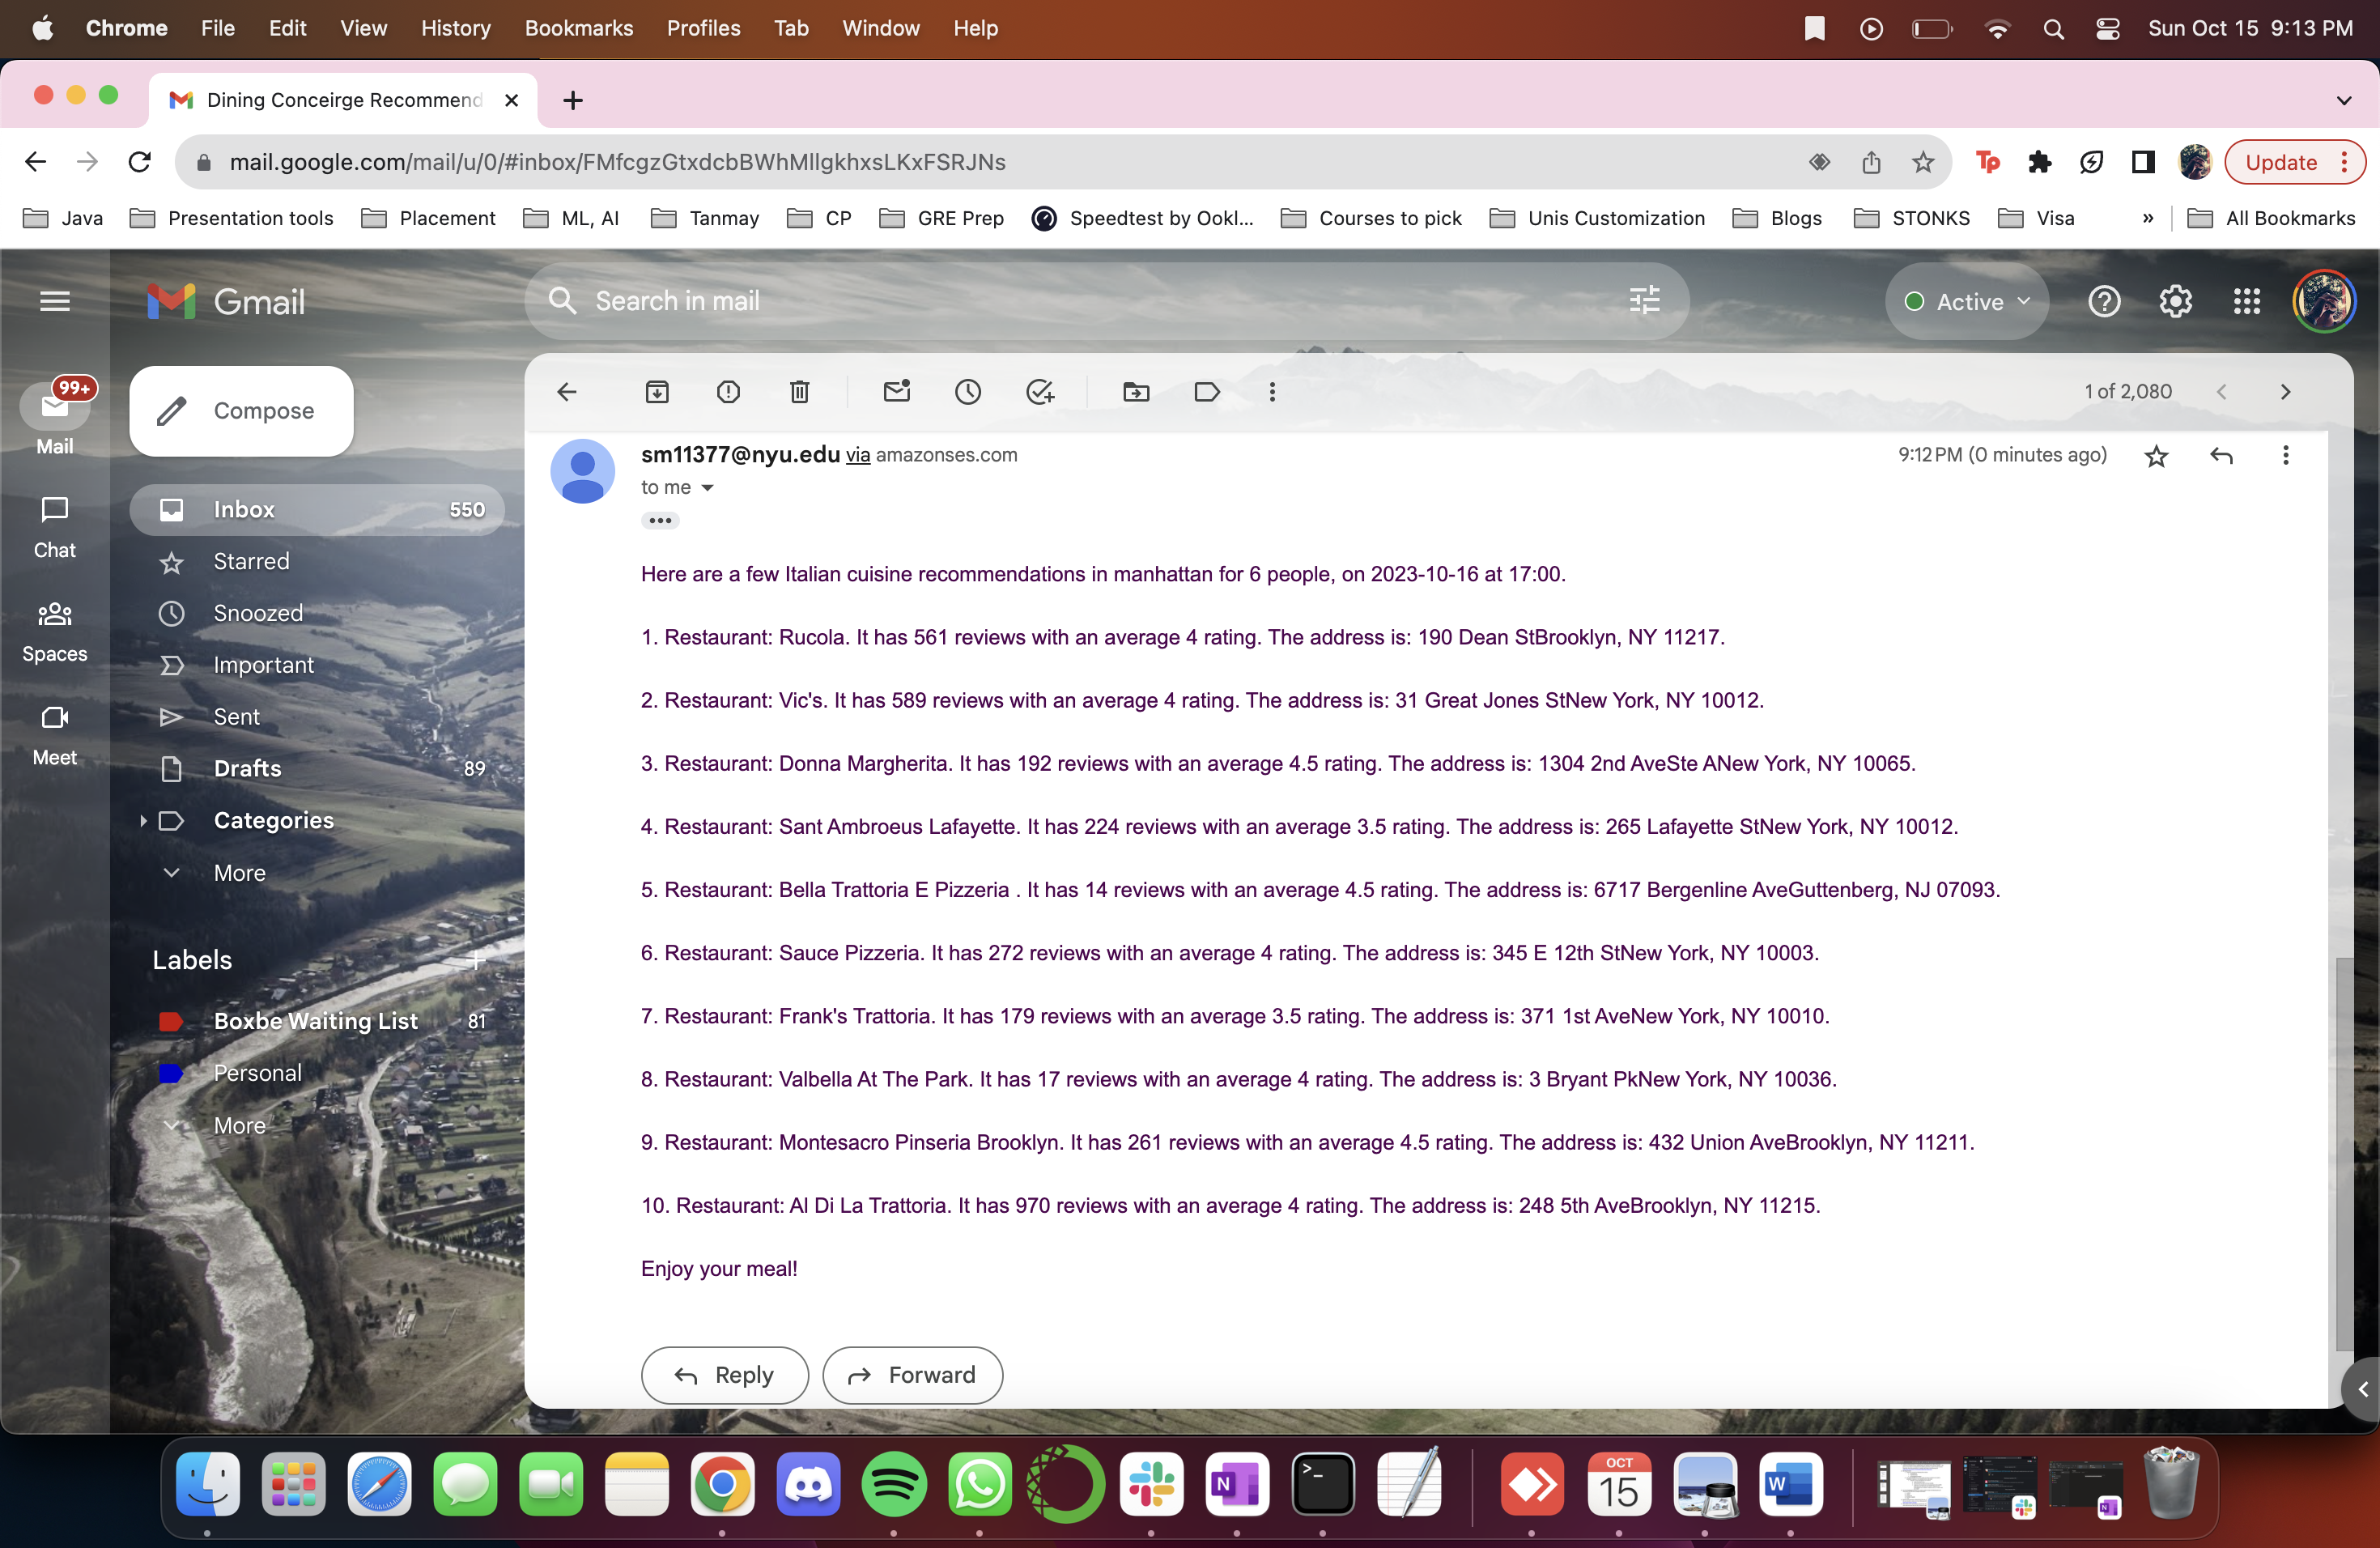 Chrome File Edit View History Bookmarks Profiles Tab Window Help Sun Oct 15 9:13 PM
Dining Conceirge Recommend
mail.google.com/mail/u/0/#inbox/FMfcgzGtxdcbBWhMllgkhxsLKxFSRJNs Tp Update
Java Presentation tools Placement ML, AI Tanmay CP GRE Prep Speedtest by Ookl... Courses to pick Unis Customization Blogs STONKS Visa » All Bookmarks
Gmail Search in mail Active
99+
Mail
Chat
Spaces
Meet
Compose
Inbox 550
Starred
Snoozed
Important
Sent
Drafts 89
Categories
More
Labels +
Boxbe Waiting List 81
Personal
More
1 of 2,080
sm11377@nyu.edu via amazonses.com 9:12 PM (0 minutes ago)
to me
Here are a few Italian cuisine recommendations in manhattan for 6 people, on 2023-10-16 at 17:00.
1. Restaurant: Rucola. It has 561 reviews with an average 4 rating. The address is: 190 Dean StBrooklyn, NY 11217.
2. Restaurant: Vic's. It has 589 reviews with an average 4 rating. The address is: 31 Great Jones StNew York, NY 10012.
3. Restaurant: Donna Margherita. It has 192 reviews with an average 4.5 rating. The address is: 1304 2nd AveSte ANew York, NY 10065.
4. Restaurant: Sant Ambroeus Lafayette. It has 224 reviews with an average 3.5 rating. The address is: 265 Lafayette StNew York, NY 10012.
5. Restaurant: Bella Trattoria E Pizzeria . It has 14 reviews with an average 4.5 rating. The address is: 6717 Bergenline AveGuttenberg, NJ 07093.
6. Restaurant: Sauce Pizzeria. It has 272 reviews with an average 4 rating. The address is: 345 E 12th StNew York, NY 10003.
7. Restaurant: Frank's Trattoria. It has 179 reviews with an average 3.5 rating. The address is: 371 1st AveNew York, NY 10010.
8. Restaurant: Valbella At The Park. It has 17 reviews with an average 4 rating. The address is: 3 Bryant PkNew York, NY 10036.
9. Restaurant: Montesacro Pinseria Brooklyn. It has 261 reviews with an average 4.5 rating. The address is: 432 Union AveBrooklyn, NY 11211.
10. Restaurant: Al Di La Trattoria. It has 970 reviews with an average 4 rating. The address is: 248 5th AveBrooklyn, NY 11215.
Enjoy your meal!
Reply Forward
N >_ OCT 15 W